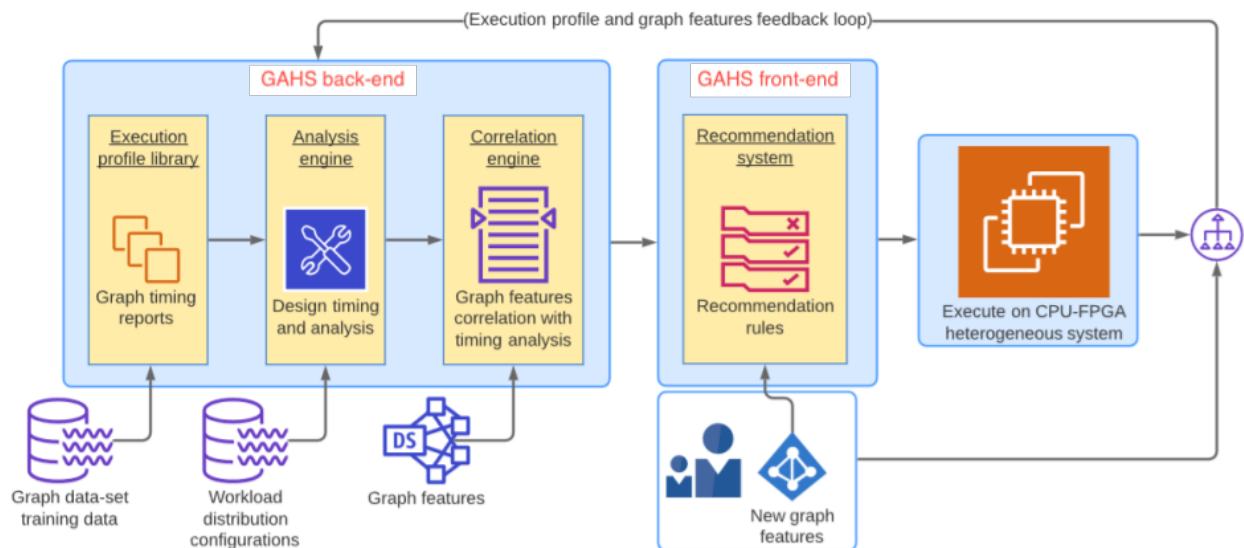 (Execution profile and graph features feedback loop)
GAHS back-end
GAHS front-end
Execution
profile library
Analysis
engine
Correlation
engine
Recommendation
system
Graph timing
reports
Design timing
and analysis
Graph features
correlation with
timing analysis
Recommendation
rules
Execute on CPU-FPGA
heterogeneous system
DS
Graph data-set
training data
Workload
distribution
configurations
Graph features
New graph
features